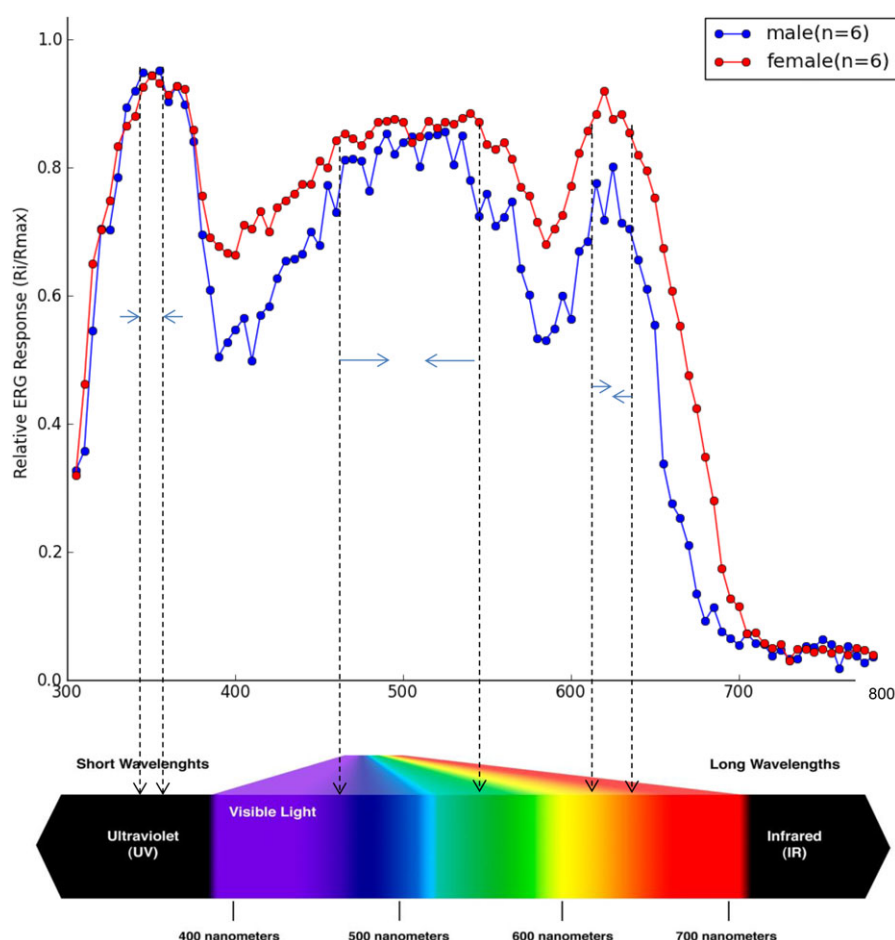 male(n=6)
female(n=6)
Relative ERG Response (Ri/Rmax)
1.0
0.8
0.6
0.4
0.2
0.0
300
400
500
600
700
800
Short Wavelenghts
Long Wavelengths
Visible Light
Ultraviolet
(UV)
Infrared
(IR)
400 nanometers
500 nanometers
600 nanometers
700 nanometers